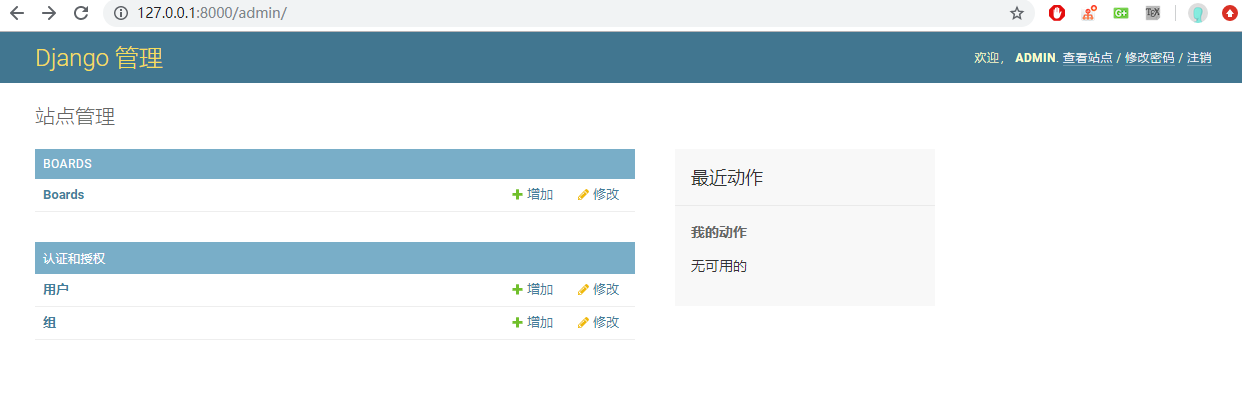 127.0.0.1:8000/admin/
Django 管理
欢迎， ADMIN. 查看站点 / 修改密码 / 注销
站点管理
BOARDS
Boards 增加 修改
认证和授权
用户 增加 修改
组 增加 修改
最近动作
我的动作
无可用的